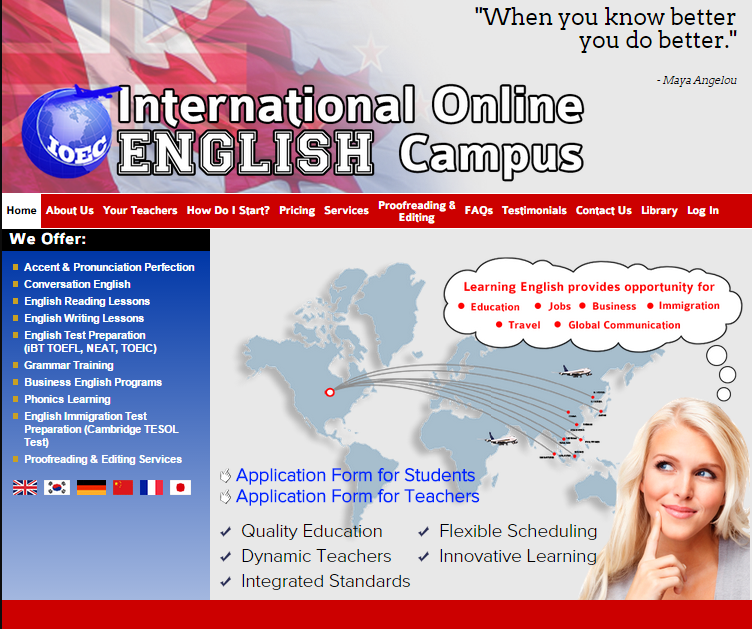 "When you know better
you do better."
- Maya Angelou
IOEC
International Online
ENGLISH Campus
Home About Us Your Teachers How Do I Start? Pricing Services Proofreading & Editing FAQs Testimonials Contact Us Library Log In
We Offer:
Accent & Pronunciation Perfection
Conversation English
English Reading Lessons
English Writing Lessons
English Test Preparation
(iBT TOEFL, NEAT, TOEIC)
Grammar Training
Business English Programs
Phonics Learning
English Immigration Test
Preparation (Cambridge TESOL
Test)
Proofreading & Editing Services
Learning English provides opportunity for
Education Jobs Business Immigration
Travel Global Communication
Application Form for Students
Application Form for Teachers
Quality Education Flexible Scheduling
Dynamic Teachers Innovative Learning
Integrated Standards